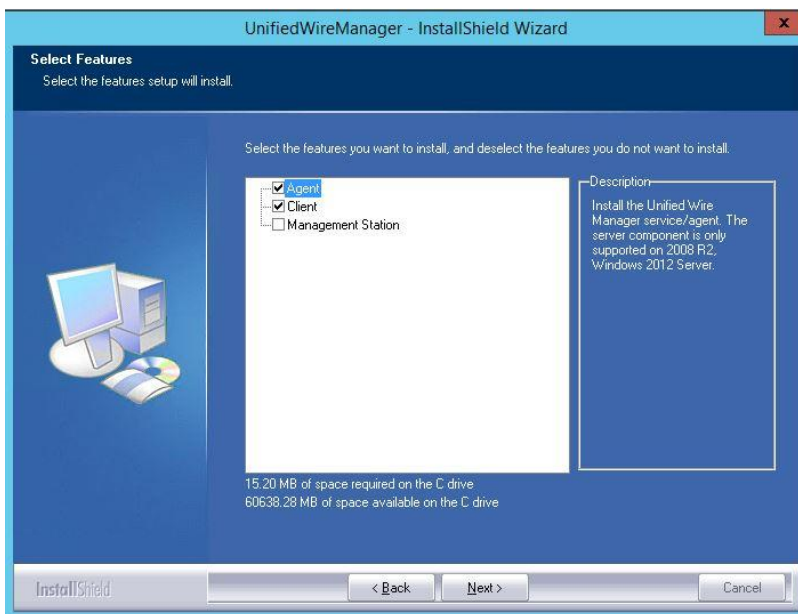 UnifiedWireManager - InstallShield Wizard
x
Select Features
Select the features setup will install.
Select the features you want to install, and deselect the features you do not want to install.
Agent
Client
Management Station
Description
Install the Unified Wire
Manager service/agent. The
server component is only
supported on 2008 R2,
Windows 2012 Server.
15.20 MB of space required on the C drive
60638.28 MB of space available on the C drive
InstallShield
< Back
Next >
Cancel